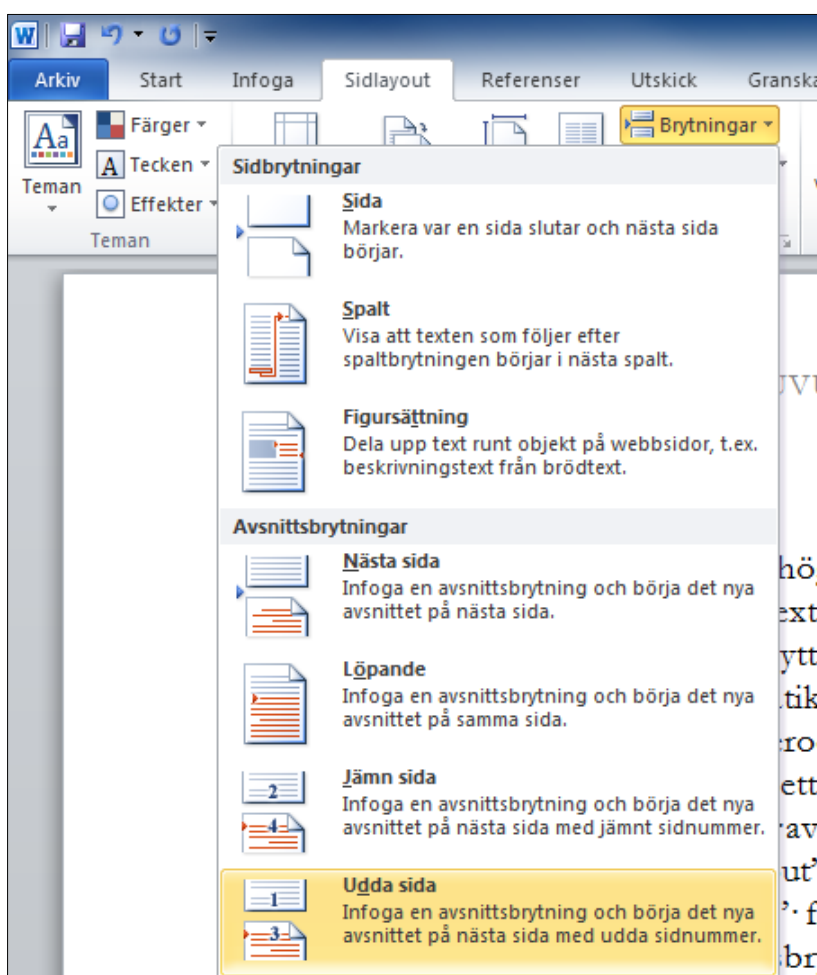 W
Arkiv Start Infoga Sidlayout Referenser Utskick
Aa
Teman
Färger
A Tecken
Effekter
Teman
Brytningar
Sidbrytningar
Sida
Markera var en sida slutar och nästa sida
börjar.
Spalt
Visa att texten som följer efter
spaltbrytningen börjar i nästa spalt.
Figursättning
Dela upp text runt objekt på webbsidor, t.ex.
beskrivningstext från brödtext.
Avsnittsbrytningar
Nästa sida
Infoga en avsnittsbrytning och börja det nya
avsnittet på nästa sida.
Löpande
Infoga en avsnittsbrytning och börja det nya
avsnittet på samma sida.
2
4
Jämn sida
Infoga en avsnittsbrytning och börja det nya
avsnittet på nästa sida med jämnt sidnummer.
1
3
Udda sida
Infoga en avsnittsbrytning och börja det nya
avsnittet på nästa sida med udda sidnummer.